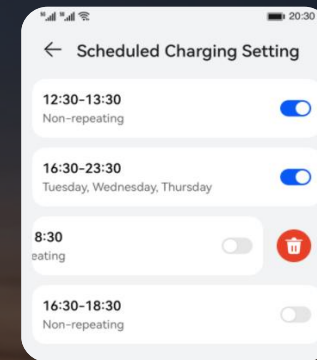 20:30
Scheduled Charging Setting
12:30-13:30
Non-repeating
16:30-23:30
Tuesday, Wednesday, Thursday
8:30
eating
16:30-18:30
Non-repeating